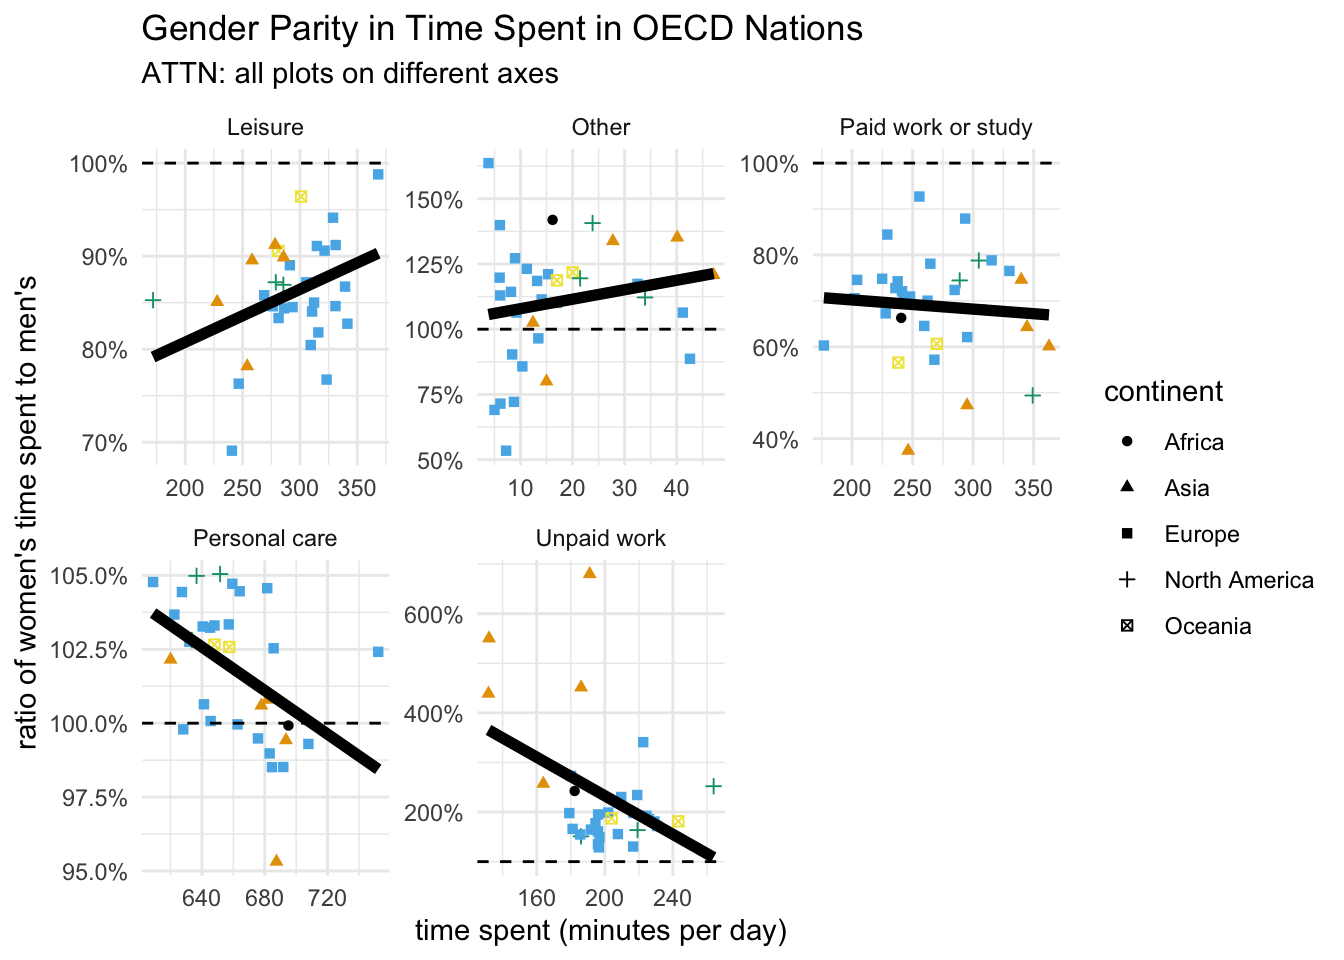 Gender Parity in Time Spent in OECD Nations
ATTN: all plots on different axes
ratio of women's time spent to men's
Leisure
100%
90%
80%
70%
200 250 300 350
Other
150%
125%
100%
75%
50%
10 20 30 40
Paid work or study
100%
80%
60%
40%
200 250 300 350
Personal care
105.0%
102.5%
100.0%
97.5%
95.0%
640 680 720
Unpaid work
600%
400%
200%
160 200 240
time spent (minutes per day)
continent
Africa
Asia
Europe
North America
Oceania